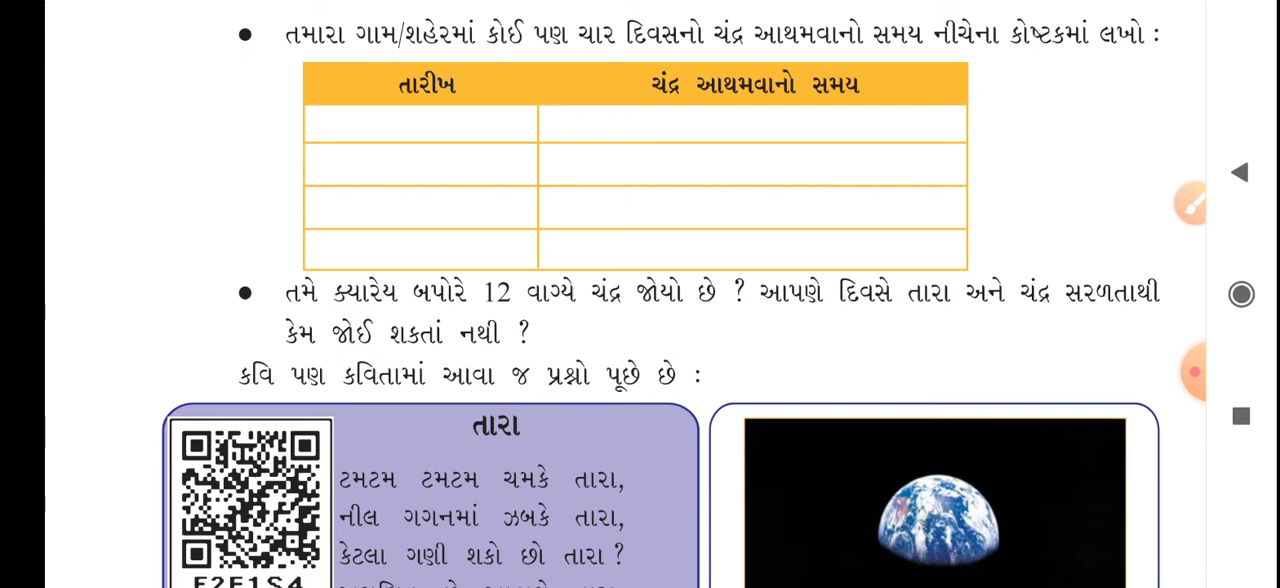 • તમારા ગામ/શહેરમાં કોઈ પણ ચાર દિવસનો ચંદ્ર આથમવાનો સમય નીચેના કોષ્ટકમાં લખો :
તારીખ ચંદ્ર આથમવાનો સમય
• તમે ક્યારેય બપોરે 12 વાગ્યે ચંદ્ર જોયો છે ? આપણે દિવસે તારા અને ચંદ્ર સરળતાથી
કેમ જોઈ શકતાં નથી ?
કવિ પણ કવિતામાં આવા જ પ્રશ્નો પૂછે છે :
તારા
ટમટમ ટમટમ ચમકે તારા,
નીલ ગગનમાં ઝબકે તારા,
કેટલા ગણી શકો છો તારા ?
E2F1S4